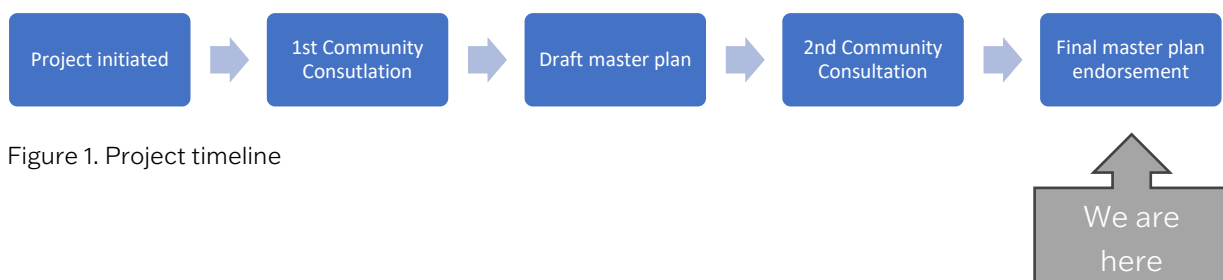 Project initiated
1st Community
Consutlation
Draft master plan
2nd Community
Consultation
Final master plan
endorsement
Figure 1. Project timeline
We are
here